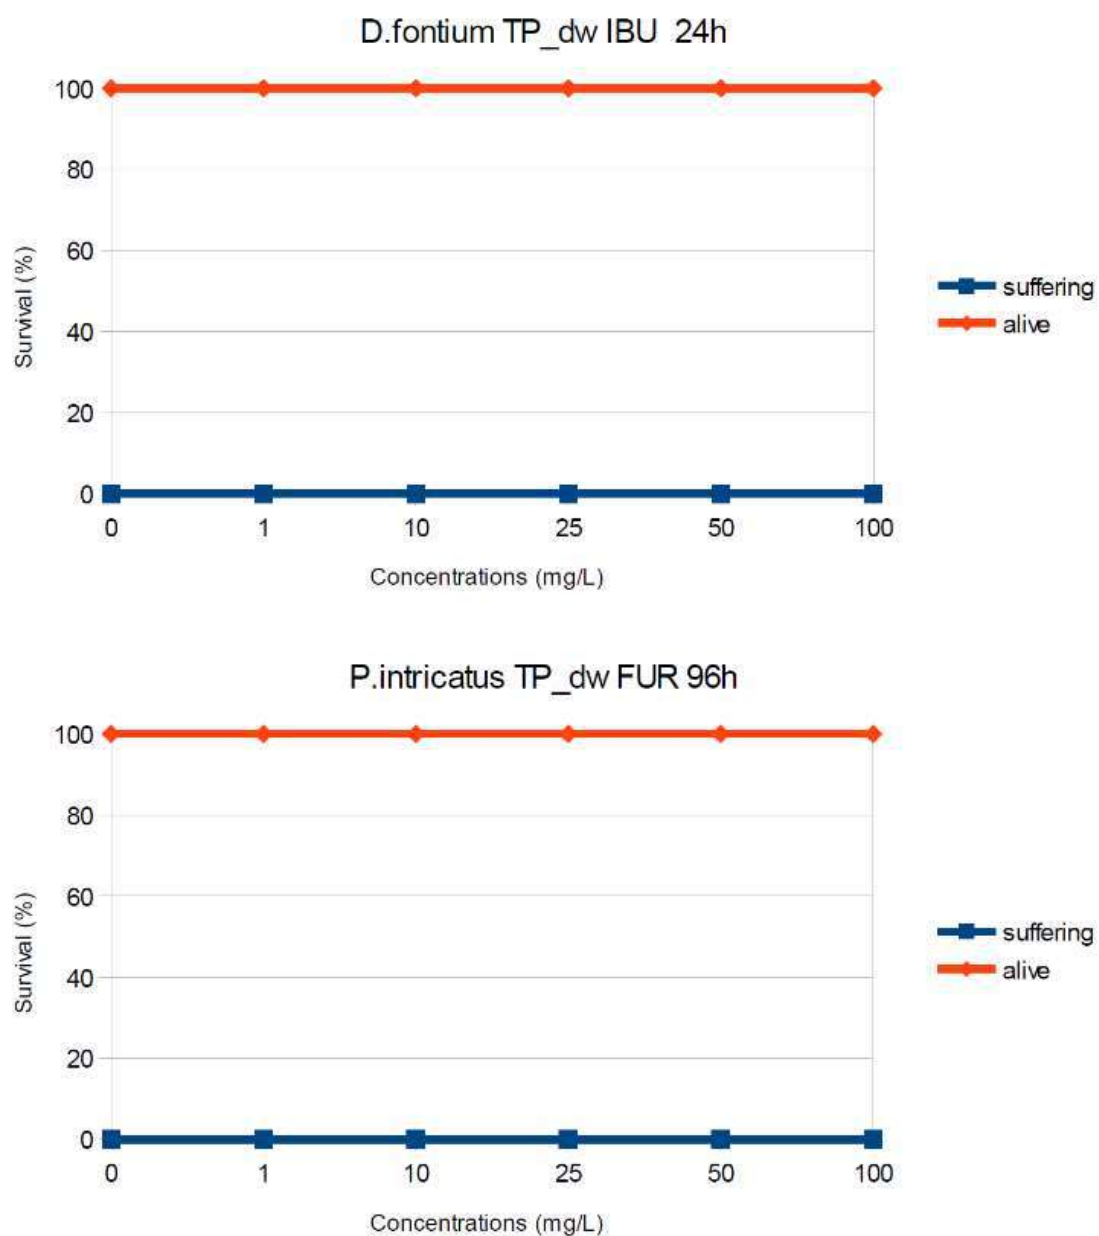 D.fontium TP_dw IBU  24h
100
80
60
40
20
0
Survival (%)
0 1 10 25 50 100
Concentrations (mg/L)
suffering
alive
P.intricatus TP_dw FUR 96h
100
80
60
40
20
0
Survival (%)
0 1 10 25 50 100
Concentrations (mg/L)
suffering
alive